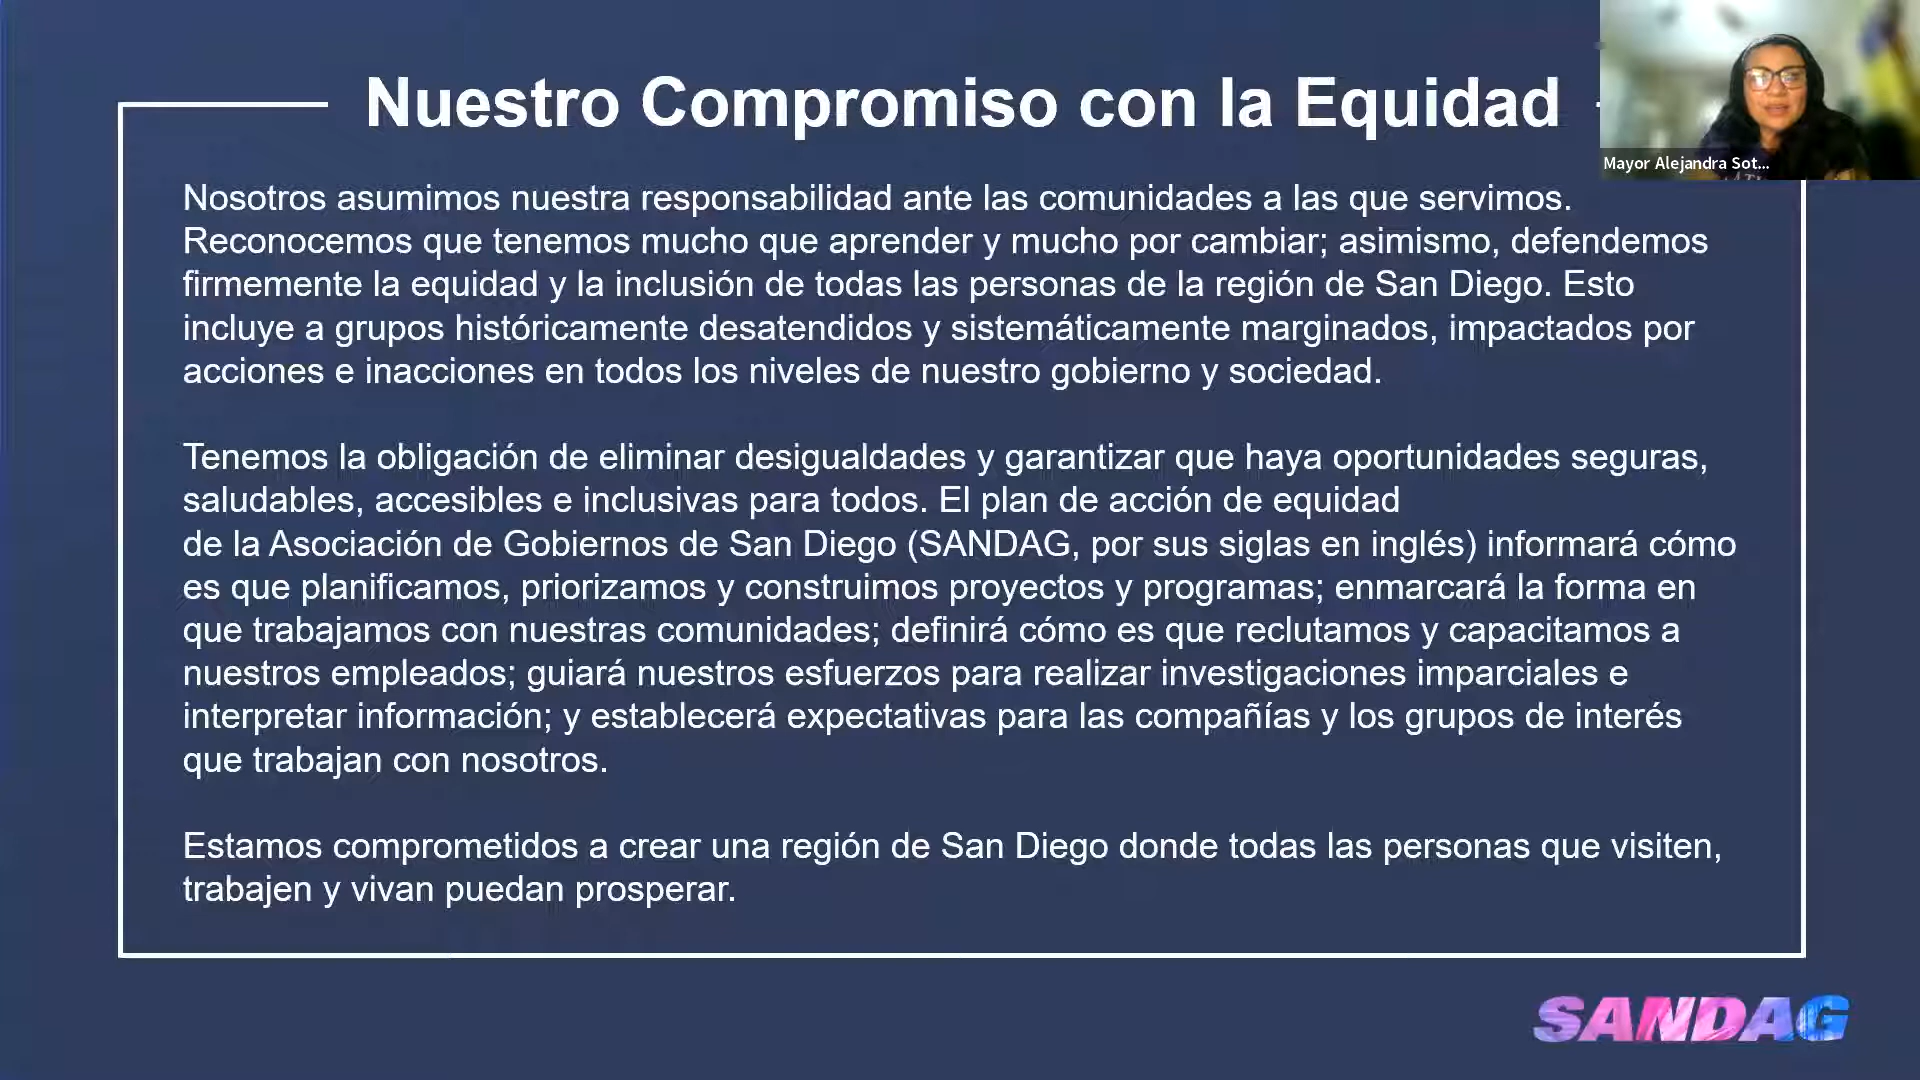 Nuestro Compromiso con la Equidad
Mayor Alejandra Sot...
Nosotros asumimos nuestra responsabilidad ante las comunidades a las que servimos.
Reconocemos que tenemos mucho que aprender y mucho por cambiar; asimismo, defendemos
firmemente la equidad y la inclusión de todas las personas de la región de San Diego. Esto
incluye a grupos históricamente desatendidos y sistemáticamente marginados, impactados por
acciones e inacciones en todos los niveles de nuestro gobierno y sociedad.
Tenemos la obligación de eliminar desigualdades y garantizar que haya oportunidades seguras,
saludables, accesibles e inclusivas para todos. El plan de acción de equidad
de la Asociación de Gobiernos de San Diego (SANDAG, por sus siglas en inglés) informará cómo
es que planificamos, priorizamos y construimos proyectos y programas; enmarcará la forma en
que trabajamos con nuestras comunidades; definirá cómo es que reclutamos y capacitamos a
nuestros empleados; guiará nuestros esfuerzos para realizar investigaciones imparciales e
interpretar información; y establecerá expectativas para las compañías y los grupos de interés
que trabajan con nosotros.
Estamos comprometidos a crear una región de San Diego donde todas las personas que visiten,
trabajen y vivan puedan prosperar.
SANDAG